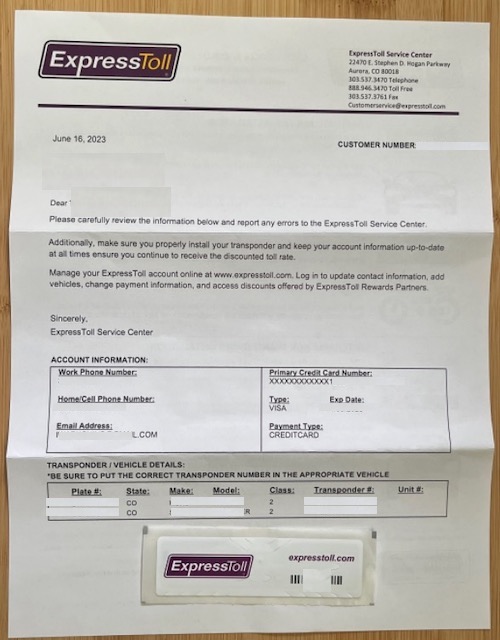 ExpressToll
ExpressToll Service Center
22470 E. Stephen D. Hogan Parkway
Aurora, CO 80018
303.537.3470 Telephone
888.946.3470 Toll Free
303.537.3761 Fax
Customerservice@expresstoll.com
June 16, 2023
CUSTOMER NUMBER:
Dear
Please carefully review the information below and report any errors to the ExpressToll Service Center.
Additionally, make sure you properly install your transponder and keep your account information up-to-date
at all times ensure you continue to receive the discounted toll rate.
Manage your ExpressToll account online at www.expresstoll.com. Log in to update contact information, add
vehicles, change payment information, and access discounts offered by ExpressToll Rewards Partners.
Sincerely,
ExpressToll Service Center
ACCOUNT INFORMATION:
Work Phone Number:
Primary Credit Card Number:
XXXXXXXXXXXX1
Home/Cell Phone Number:
Type: Exp Date:
VISA
Email Address:
L.COM
Payment Type:
CREDITCARD
TRANSPONDER / VEHICLE DETAILS:
*BE SURE TO PUT THE CORRECT TRANSPONDER NUMBER IN THE APPROPRIATE VEHICLE
Plate #: State: Make: Model: Class: Transponder #: Unit #:
CO 2
CO R 2
ExpressToll
expresstoll.com